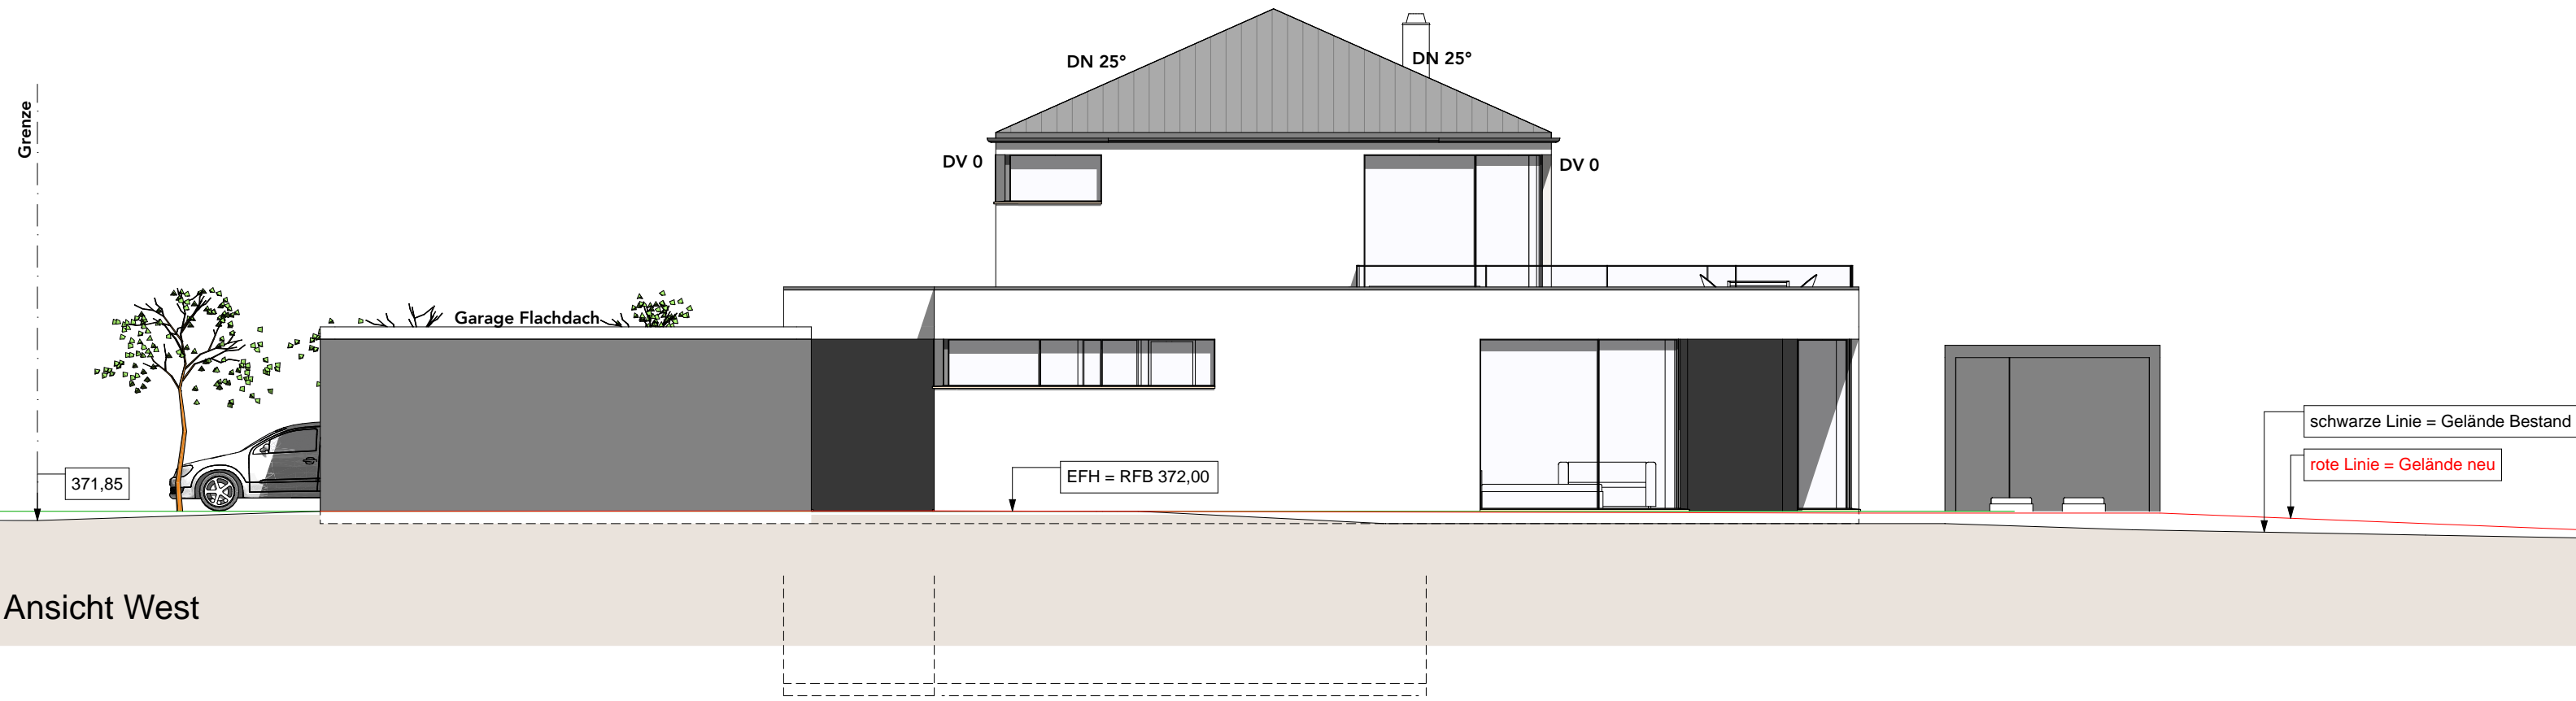 DN 25°
DN 25°
Grenze
DV 0
DV 0
Garage Flachdach
schwarze Linie = Gelände Bestand
rote Linie = Gelände neu
EFH = RFB 372,00
371,85
Ansicht West